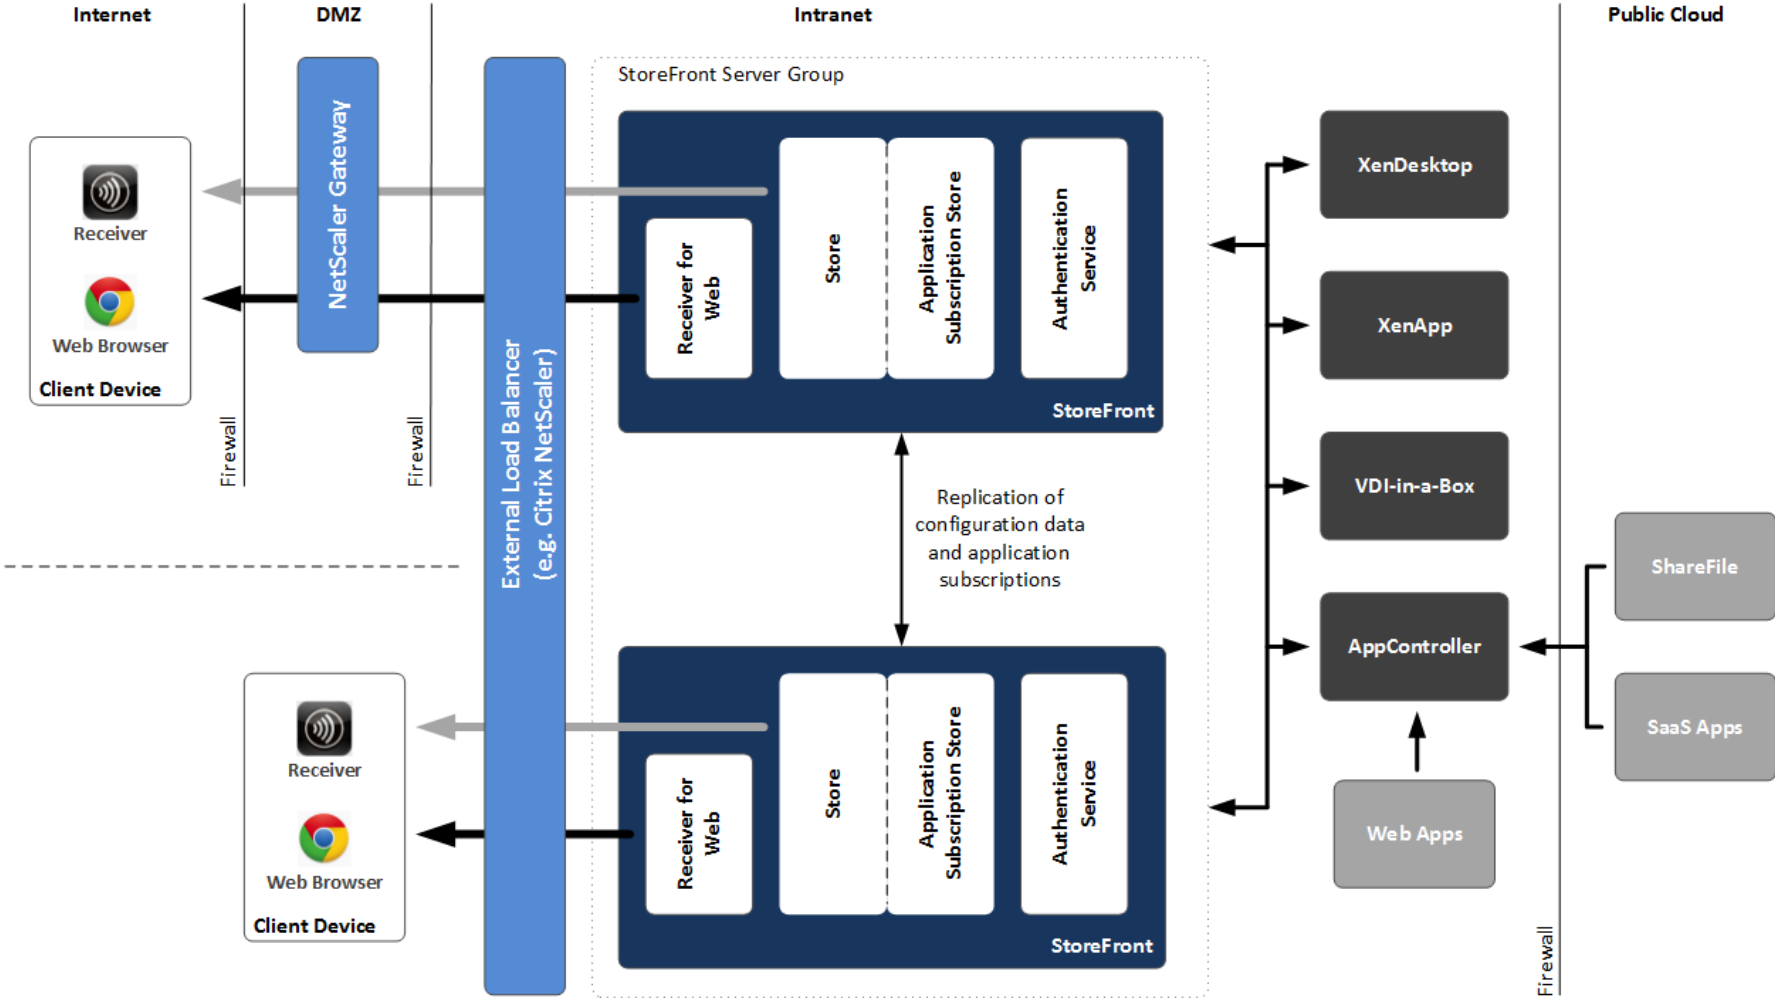 Internet
DMZ
Intranet
Public Cloud
StoreFront Server Group
NetScaler Gateway
Receiver
Web Browser
Client Device
Firewall
Firewall
External Load Balancer
(e.g. Citrix NetScaler)
Receiver for
Web
Store
Application
Subscription Store
Authentication
Service
StoreFront
Replication of
configuration data
and application
subscriptions
Receiver
Web Browser
Client Device
Receiver for
Web
Store
Application
Subscription Store
Authentication
Service
StoreFront
XenDesktop
XenApp
VDI-in-a-Box
AppController
Web Apps
Firewall
ShareFile
SaaS Apps